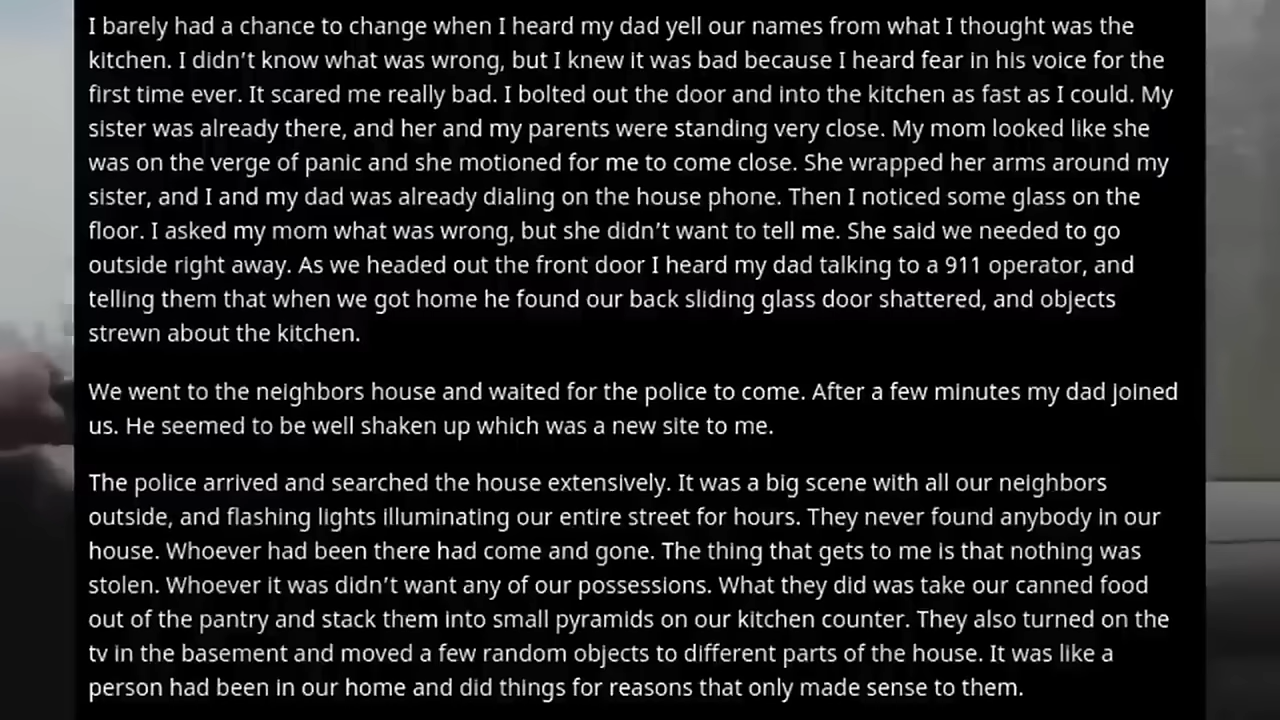 I barely had a chance to change when I heard my dad yell our names from what I thought was the
kitchen. I didn’t know what was wrong, but I knew it was bad because I heard fear in his voice for the
first time ever. It scared me really bad. I bolted out the door and into the kitchen as fast as I could. My
sister was already there, and her and my parents were standing very close. My mom looked like she
was on the verge of panic and she motioned for me to come close. She wrapped her arms around my
sister, and I and my dad was already dialing on the house phone. Then I noticed some glass on the
floor. I asked my mom what was wrong, but she didn’t want to tell me. She said we needed to go
outside right away. As we headed out the front door I heard my dad talking to a 911 operator, and
telling them that when we got home he found our back sliding glass door shattered, and objects
strewn about the kitchen.
We went to the neighbors house and waited for the police to come. After a few minutes my dad joined
us. He seemed to be well shaken up which was a new site to me.
The police arrived and searched the house extensively. It was a big scene with all our neighbors
outside, and flashing lights illuminating our entire street for hours. They never found anybody in our
house. Whoever had been there had come and gone. The thing that gets to me is that nothing was
stolen. Whoever it was didn’t want any of our possessions. What they did was take our canned food
out of the pantry and stack them into small pyramids on our kitchen counter. They also turned on the
tv in the basement and moved a few random objects to different parts of the house. It was like a
person had been in our home and did things for reasons that only made sense to them.